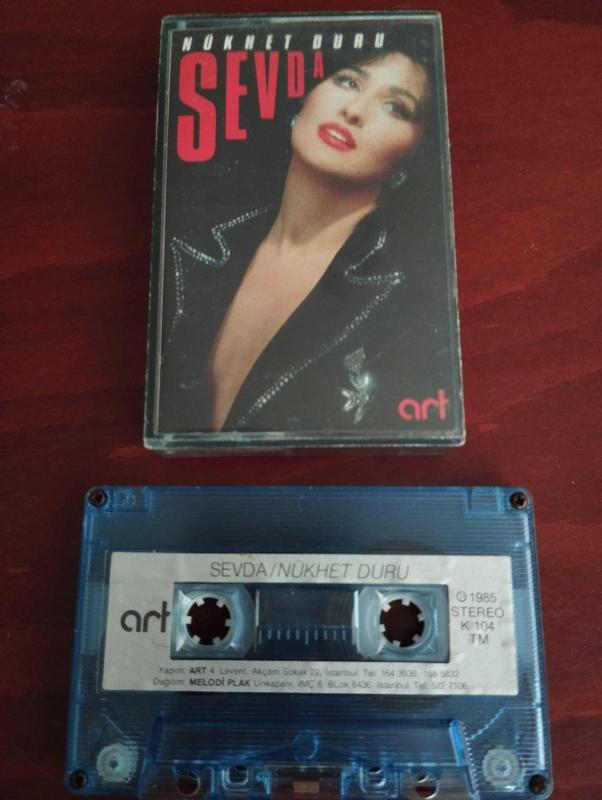 NÜKHET DURU
SEVDA
art
SEVDA/NÜKHET DURU
art
℗ 1985
STEREO
K. 104
TM
Yapım: ART 4. Levent, Akçam Sokak 22, İstanbul, Tel: 164 3930 168 5832
Dağıtım: MELODİ PLAK Unkapanı, İMÇ 6. BLok 6436. İstanbul. Tel: 522 7106